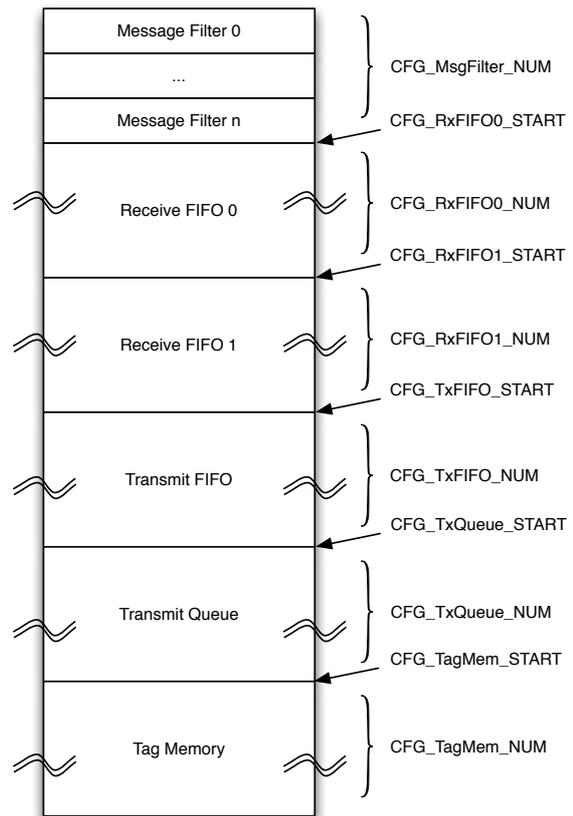 Message Filter 0
CFG_MsgFilter_NUM
...
Message Filter n
CFG_RxFIFO0_START
Receive FIFO 0
CFG_RxFIFO0_NUM
CFG_RxFIFO1_START
Receive FIFO 1
CFG_RxFIFO1_NUM
CFG_TxFIFO_START
Transmit FIFO
CFG_TxFIFO_NUM
CFG_TxQueue_START
Transmit Queue
CFG_TxQueue_NUM
CFG_TagMem_START
Tag Memory
CFG_TagMem_NUM